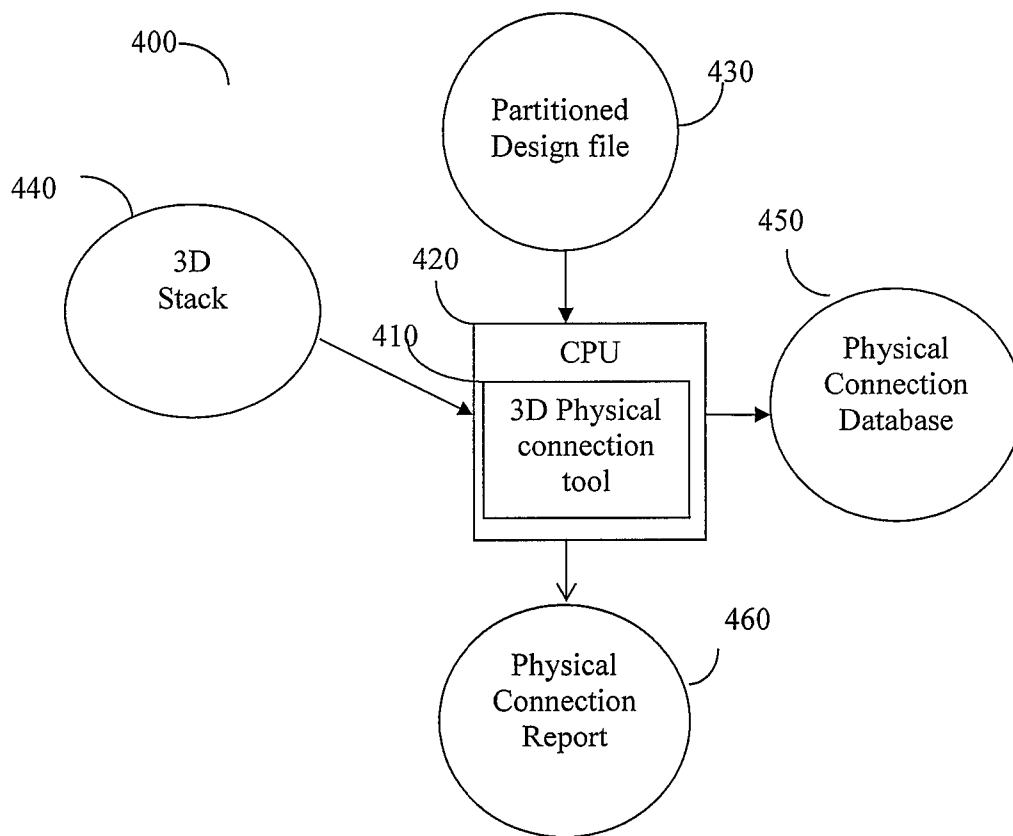 400
430
Partitioned
Design file
440
3D
Stack
450
420
410
CPU
3D Physical
connection
tool
Physical
Connection
Database
460
Physical
Connection
Report